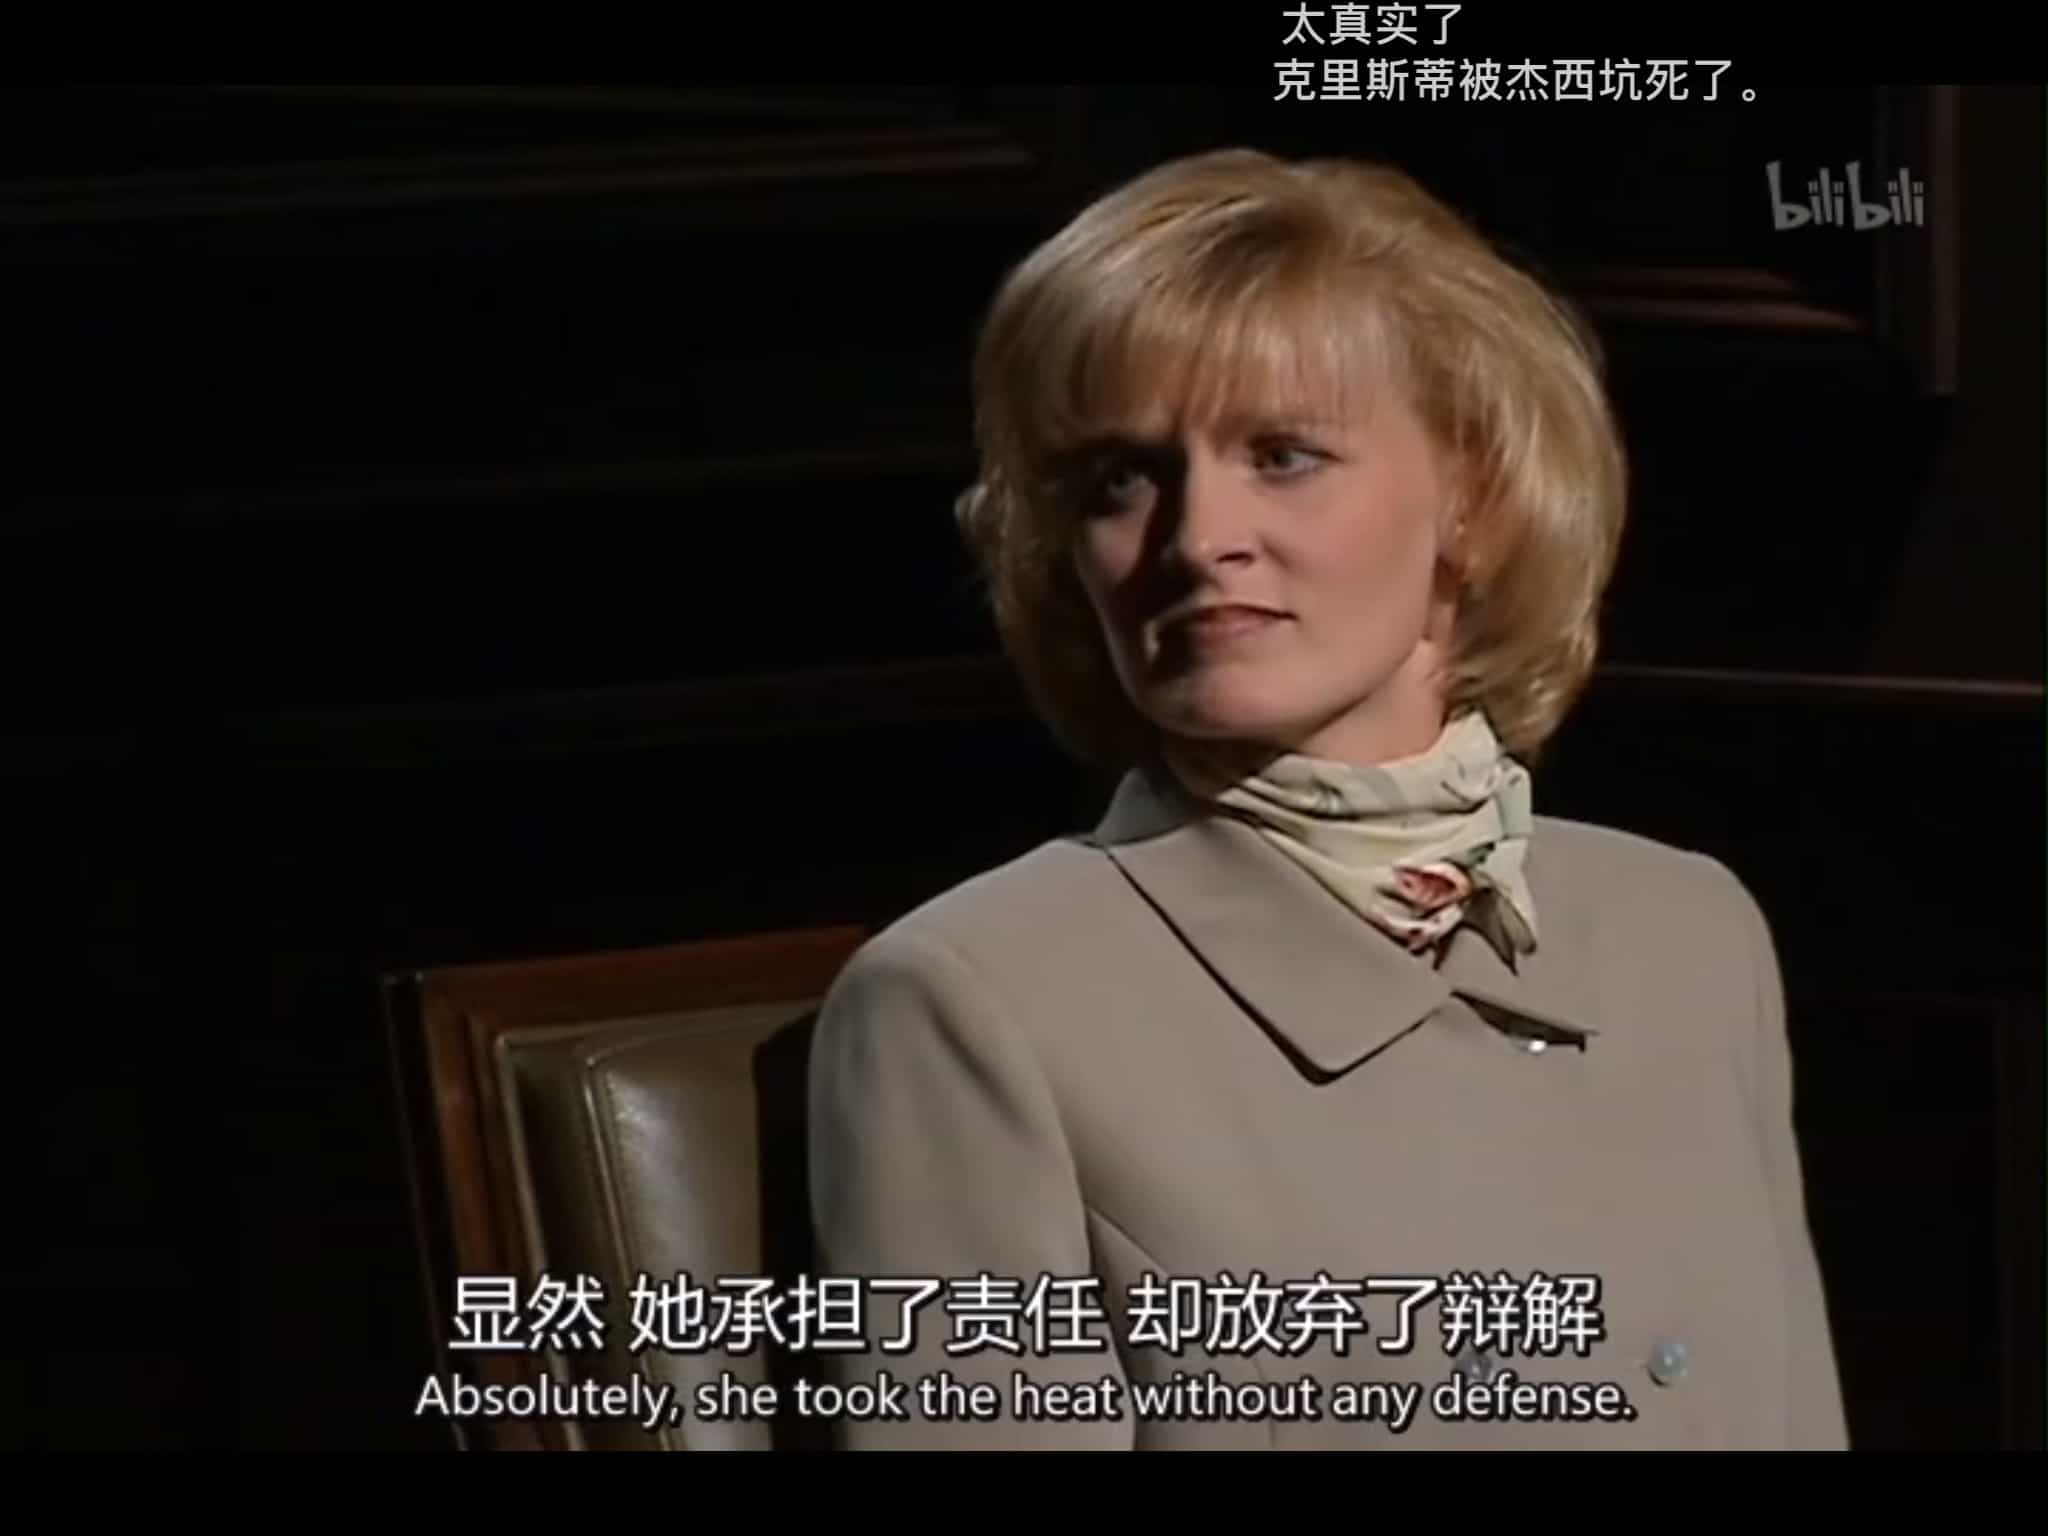 太真实了
克里斯蒂被杰西坑死了。
bilibili
显然 她承担了责任 却放弃了辩解
Absolutely, she took the heat without any defense.